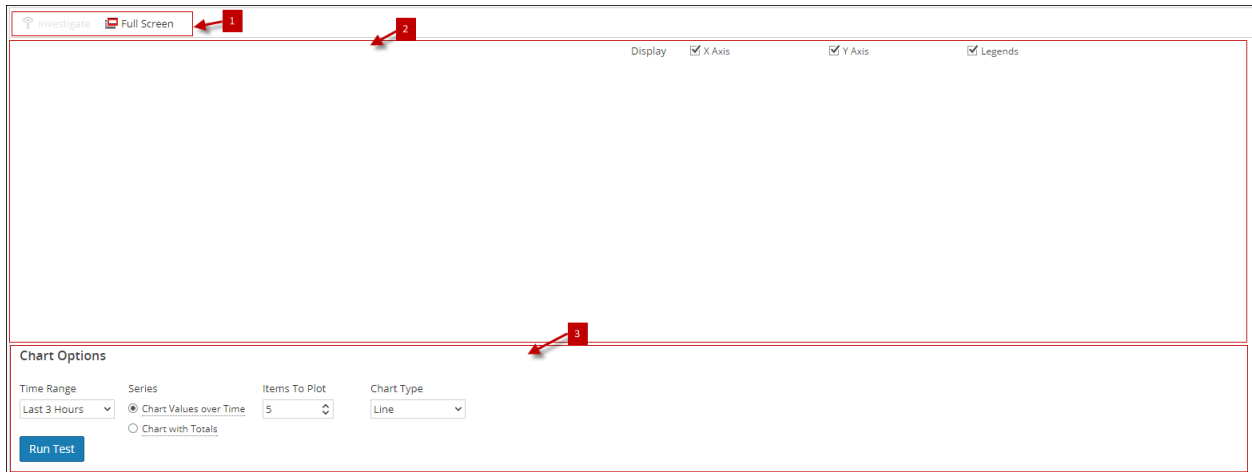 Investigate Full Screen 1
2
Display X Axis Y Axis Legends
3
Chart Options
Time Range Series Items To Plot Chart Type
Last 3 Hours Chart Values over Time 5 Line
Chart with Totals
Run Test